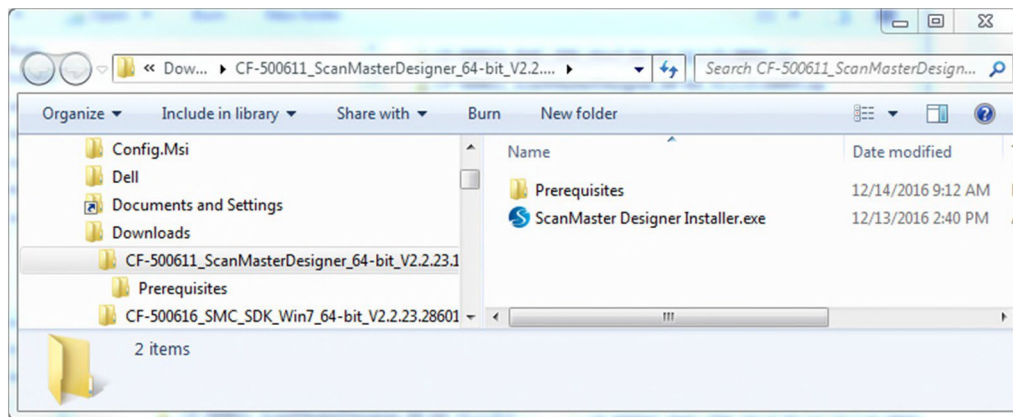 « Dow... ▸ CF-500611_ScanMasterDesigner_64-bit_V2.2.... ▸ Search CF-500611_ScanMasterDesign...
Organize Include in library Share with Burn New folder
Config.Msi
Dell
Documents and Settings
Downloads
CF-500611_ScanMasterDesigner_64-bit_V2.2.23.1
Prerequisites
CF-500616_SMC_SDK_Win7_64-bit_V2.2.23.28601
Name Date modified
Prerequisites 12/14/2016 9:12 AM
ScanMaster Designer Installer.exe 12/13/2016 2:40 PM
2 items